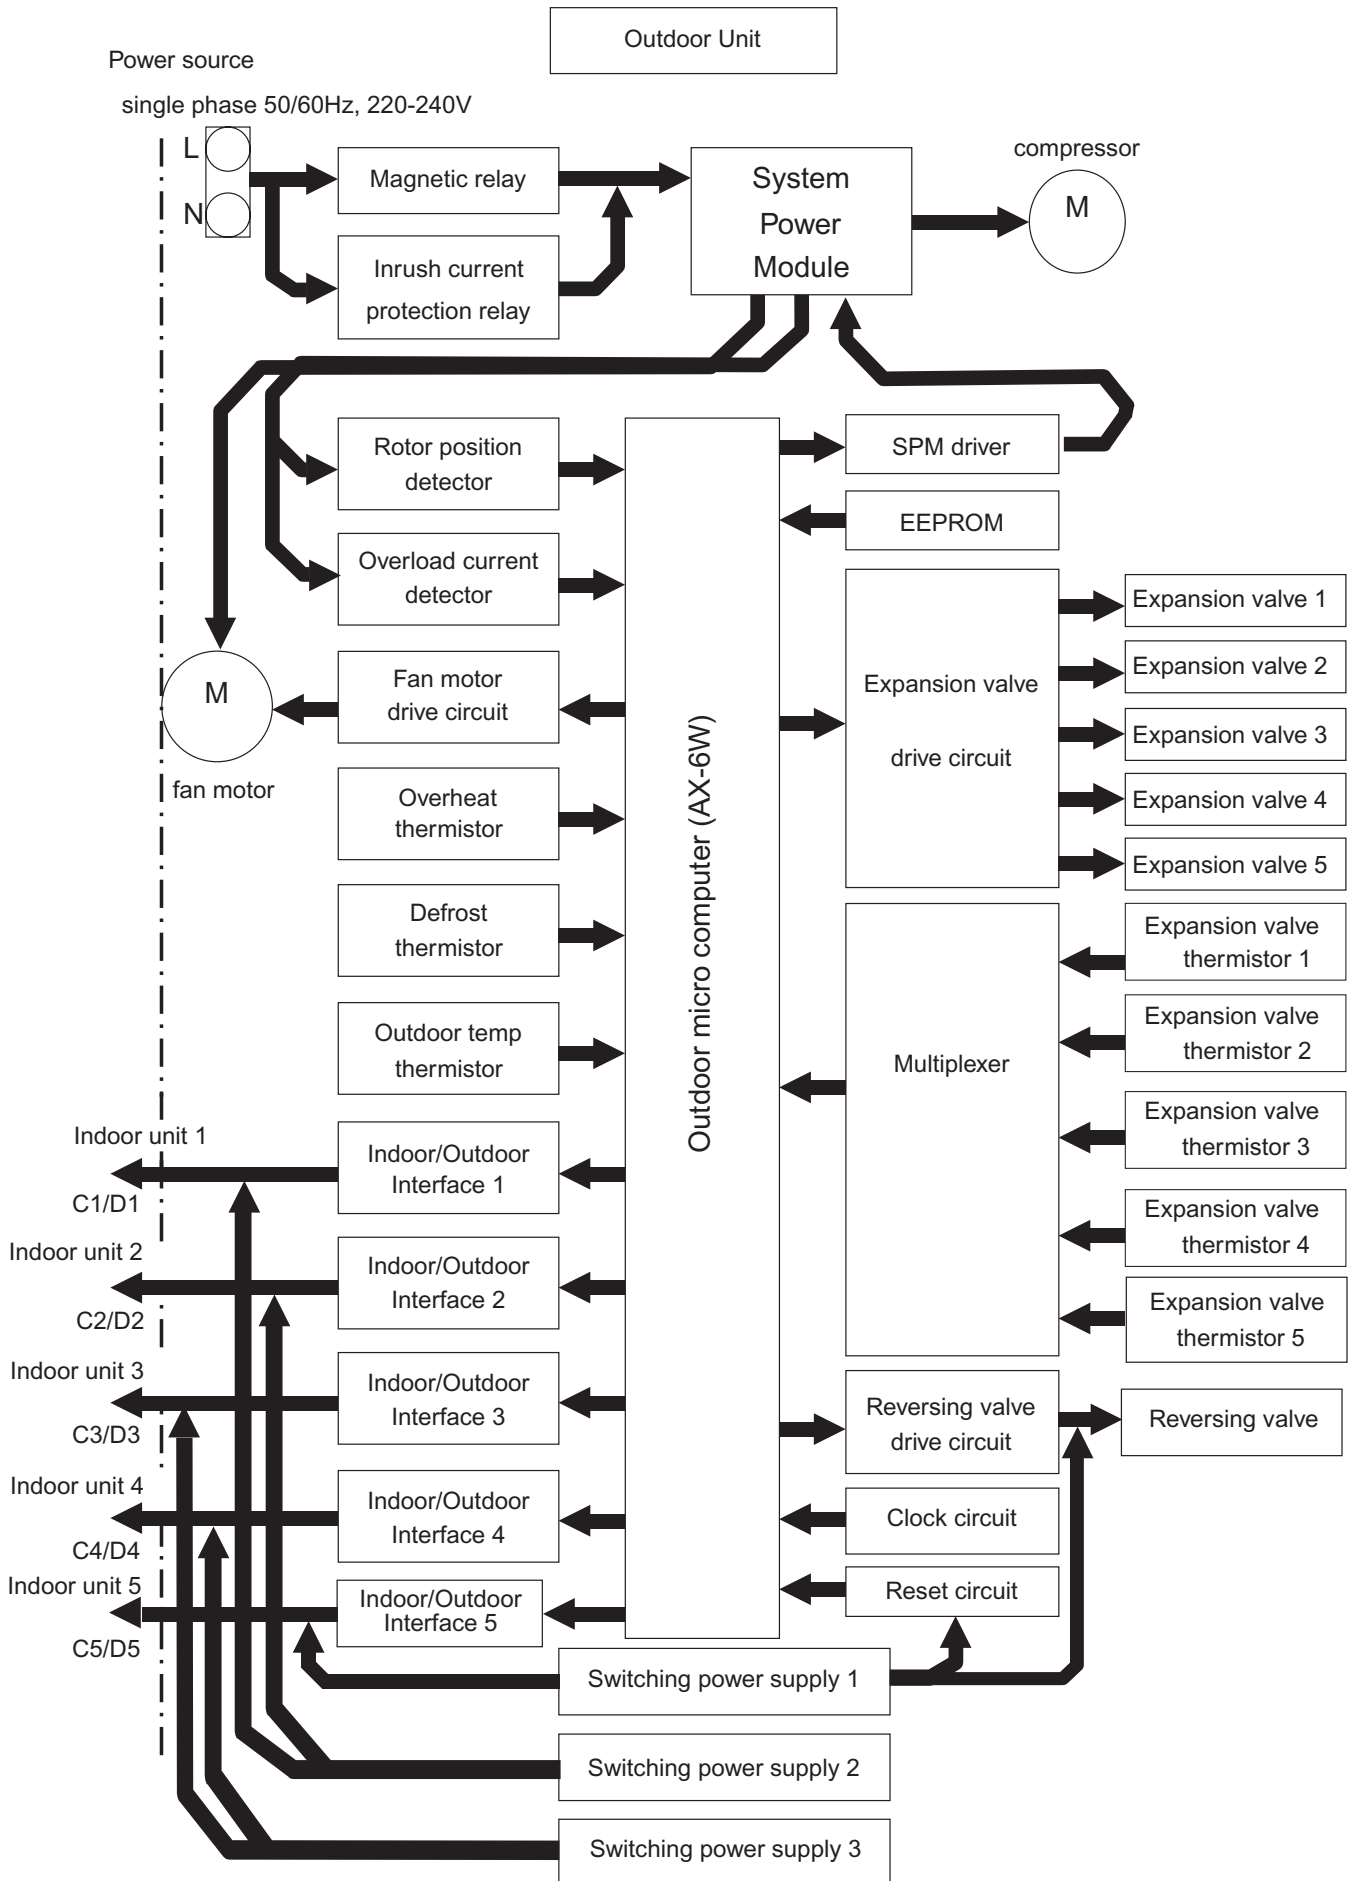 Outdoor Unit
Power source
single phase 50/60Hz, 220-240V
L
N
Magnetic relay
Inrush current
protection relay
System
Power
Module
compressor
M
Rotor position
detector
Overload current
detector
M
fan motor
Fan motor
drive circuit
Overheat
thermistor
Defrost
thermistor
Outdoor temp
thermistor
Outdoor micro computer (AX-6W)
SPM driver
EEPROM
Expansion valve
drive circuit
Expansion valve 1
Expansion valve 2
Expansion valve 3
Expansion valve 4
Expansion valve 5
Multiplexer
Expansion valve
thermistor 1
Expansion valve
thermistor 2
Expansion valve
thermistor 3
Expansion valve
thermistor 4
Expansion valve
thermistor 5
Indoor unit 1
C1/D1
Indoor/Outdoor
Interface 1
Indoor unit 2
C2/D2
Indoor/Outdoor
Interface 2
Indoor unit 3
C3/D3
Indoor/Outdoor
Interface 3
Indoor unit 4
C4/D4
Indoor/Outdoor
Interface 4
Indoor unit 5
C5/D5
Indoor/Outdoor
Interface 5
Reversing valve
drive circuit
Reversing valve
Clock circuit
Reset circuit
Switching power supply 1
Switching power supply 2
Switching power supply 3